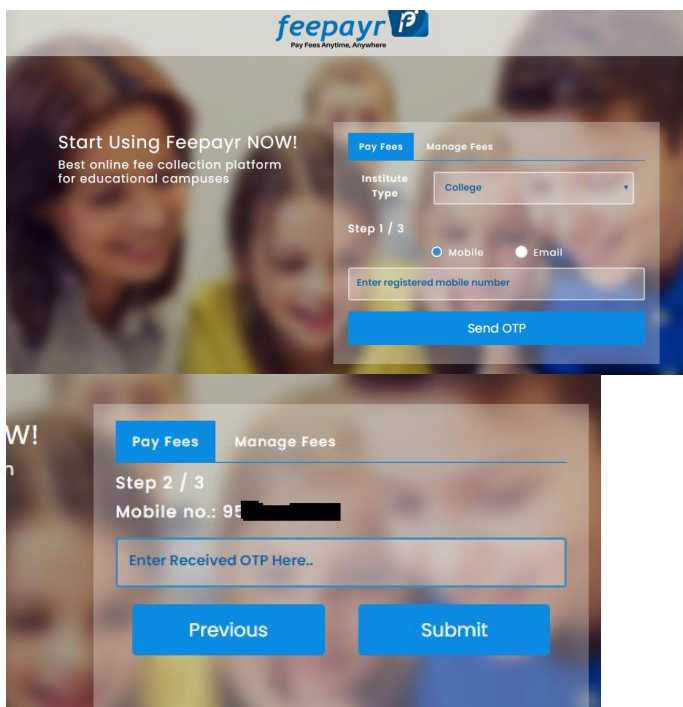 feepayr
Pay Fees Anytime, Anywhere
Start Using Feepayr NOW!
Best online fee collection platform
for educational campuses
Pay Fees Manage Fees
Institute
Type
College
Step 1 / 3
Mobile Email
Enter registered mobile number
Send OTP
W!
n
Pay Fees Manage Fees
Step 2 / 3
Mobile no.: 95
Enter Received OTP Here..
Previous Submit